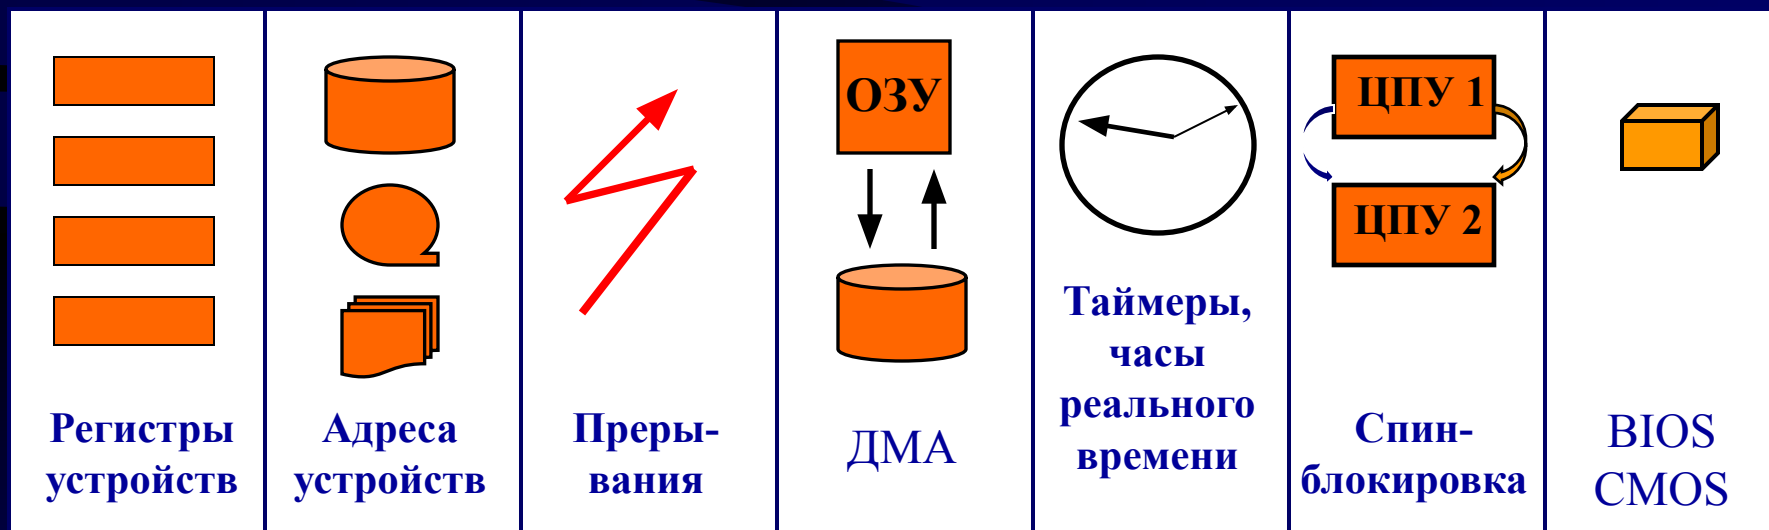 Регистры
устройств
Адреса
устройств
Преры-
вания
ОЗУ
ДМА
Таймеры,
часы
реального
времени
ЦПУ 1
ЦПУ 2
Спин-
блокировка
BIOS
CMOS